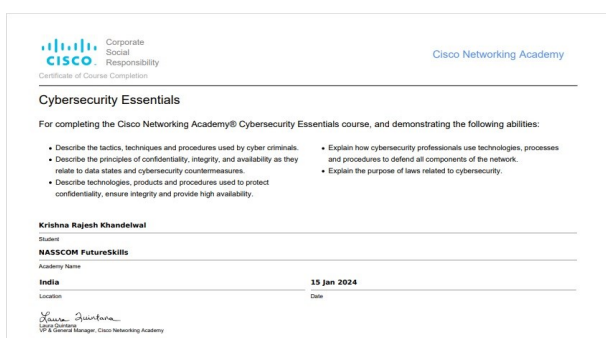 Corporate
Social
Responsibility
CISCO.
Cisco Networking Academy
Certificate of Course Completion
Cybersecurity Essentials
For completing the Cisco Networking Academy® Cybersecurity Essentials course, and demonstrating the following abilities:
• Describe the tactics, techniques and procedures used by cyber criminals.
• Describe the principles of confidentiality, integrity, and availability as they
relate to data states and cybersecurity countermeasures.
• Describe technologies, products and procedures used to protect
confidentiality, ensure integrity and provide high availability.
• Explain how cybersecurity professionals use technologies, processes
and procedures to defend all components of the network.
• Explain the purpose of laws related to cybersecurity.
Krishna Rajesh Khandelwal
Student
NASSCOM FutureSkills
Academy Name
India
Location
15 Jan 2024
Date
Laura Quintana
Laura Quintana
VP & General Manager, Cisco Networking Academy